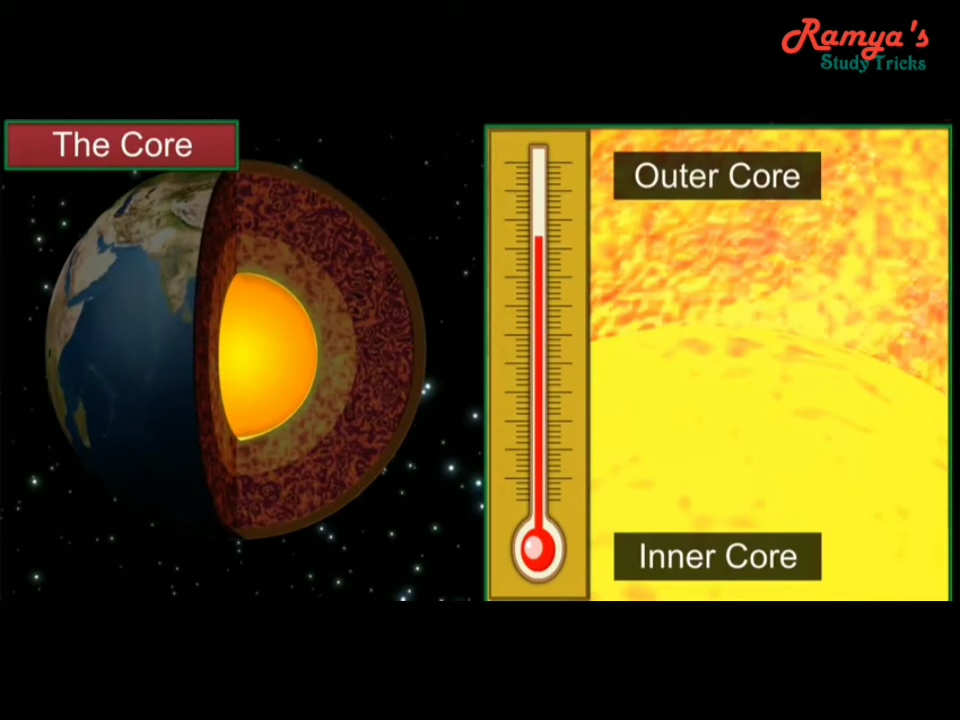 Ramya's
Study Tricks
The Core
Outer Core
Inner Core